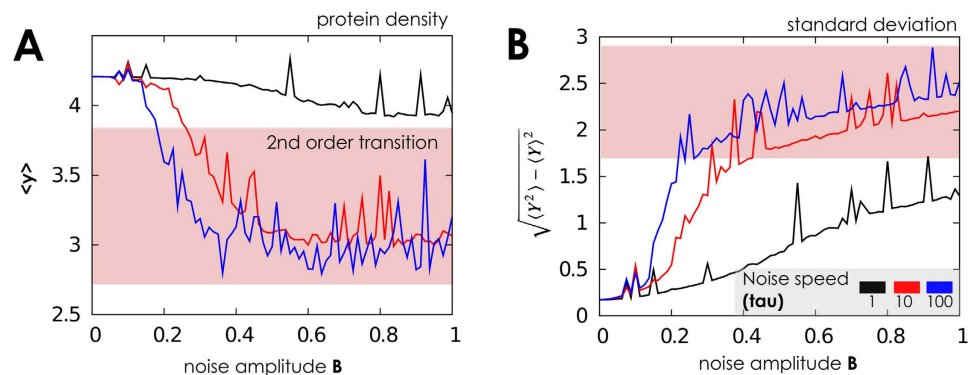 A
protein density
<y>
4
3.5
3
2.5
2nd order transition
0
0.2
0.4
0.6
0.8
1
noise amplitude B
B
standard deviation
√⟨Y²⟩ − ⟨Y⟩²
3
2.5
2
1.5
1
0.5
0
Noise speed
(tau)
1
10
100
0
0.2
0.4
0.6
0.8
1
noise amplitude B